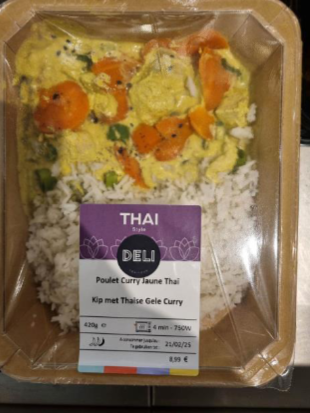 THAI
Style
DELI
Poulet Curry Jaune Thaï
Kip met Thaise Gele Curry
420g e
4 min - 750W
21/02/25
8,99 €